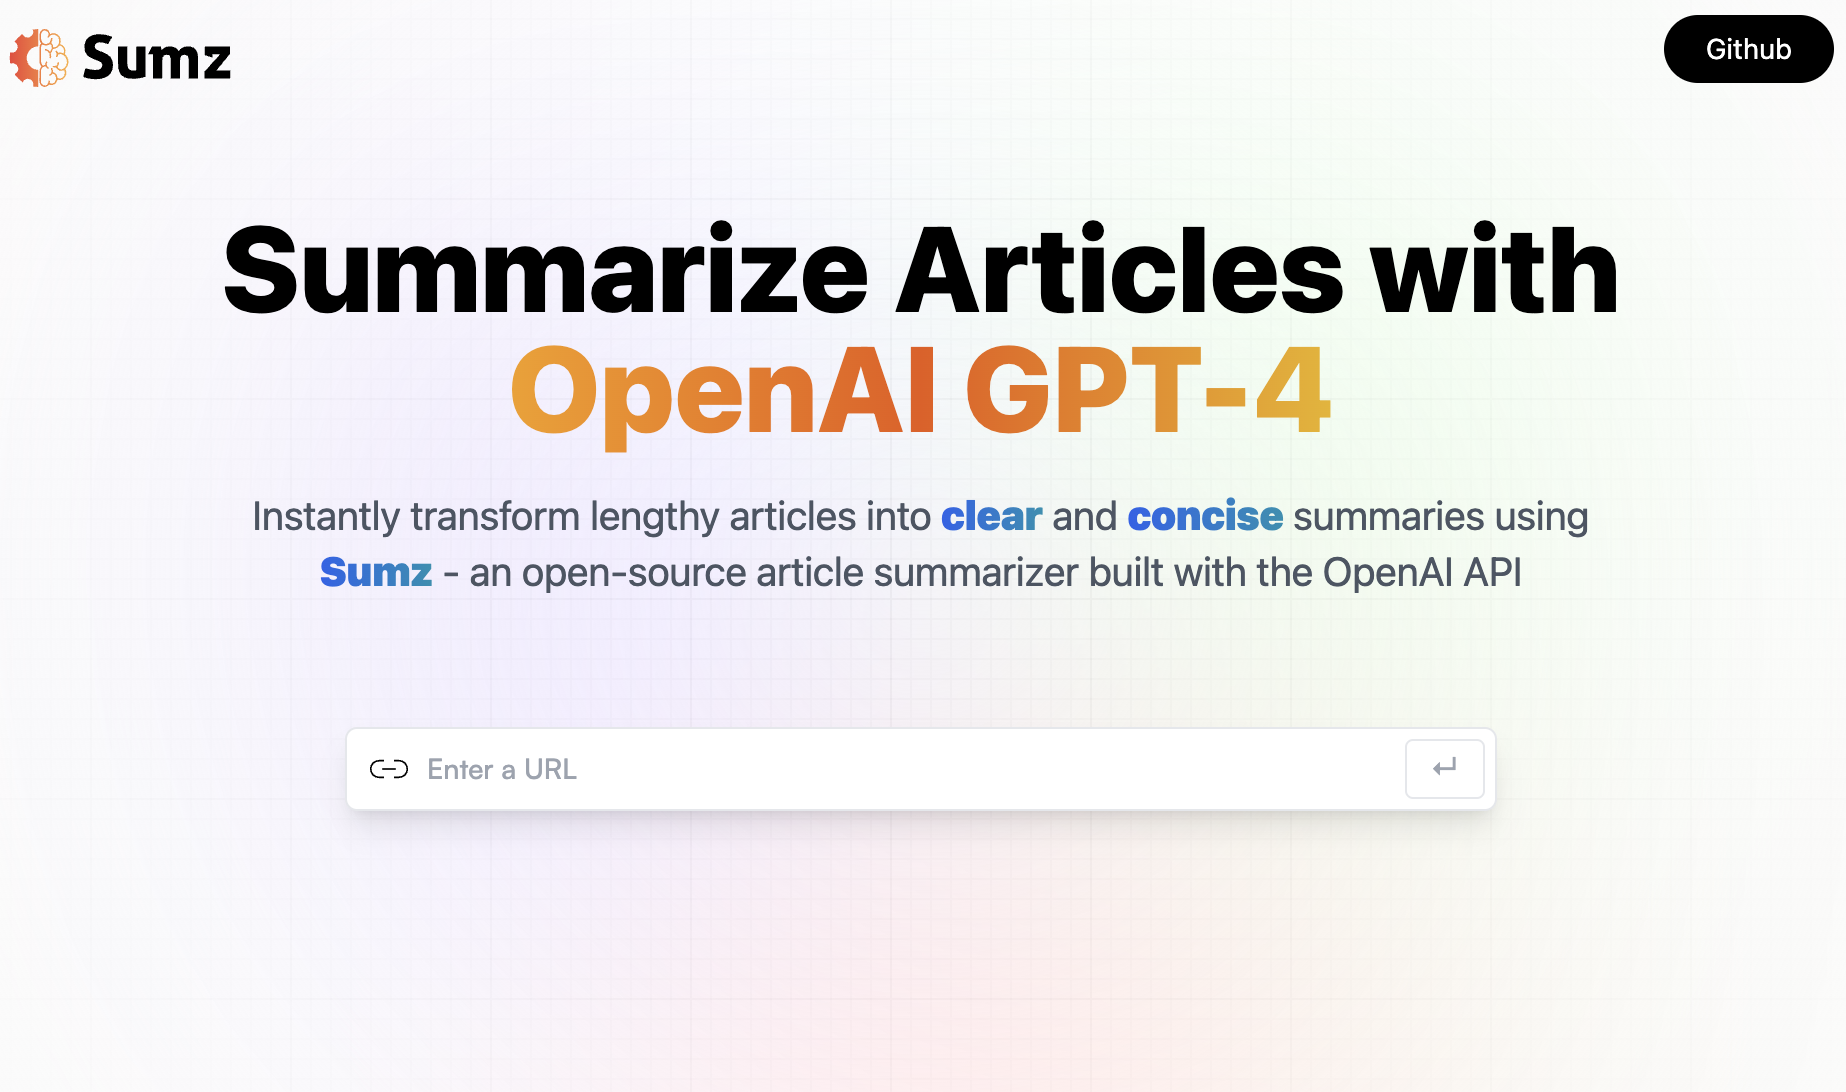 Sumz
Github
Summarize Articles with
OpenAI GPT-4
Instantly transform lengthy articles into clear and concise summaries using
Sumz - an open-source article summarizer built with the OpenAI API
Enter a URL